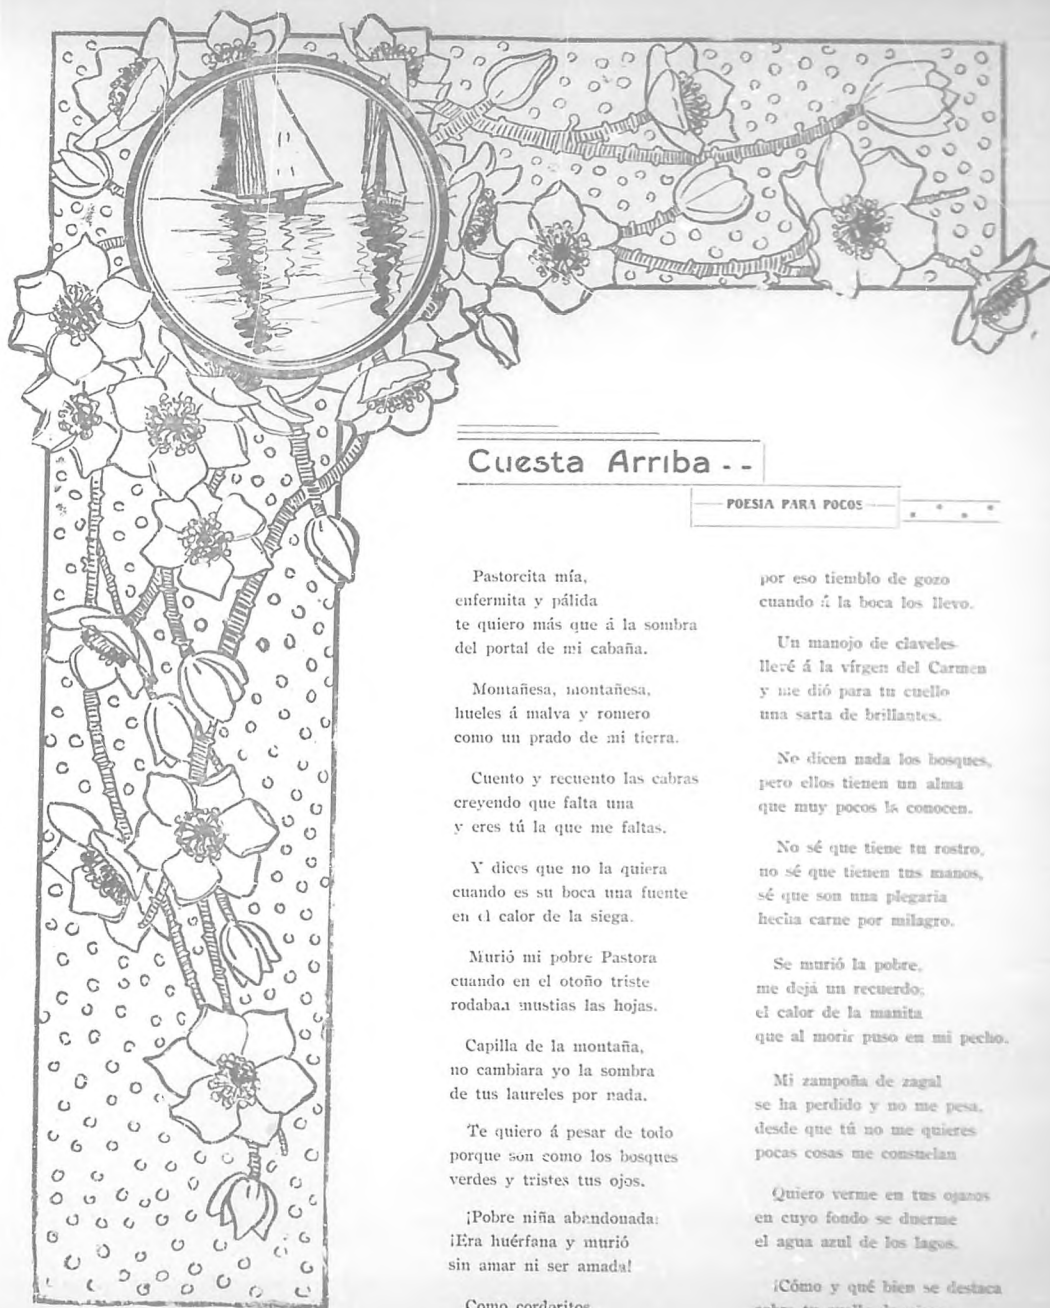 Cuesta Arriba - -
POESIA PARA POCOS
Pastorcita mía,
enfermita y pálida
te quiero más que á la sombra
del portal de mi cabaña.
Montañesa, montañesa,
hueles á malva y romero
como un prado de mi tierra.
Cuento y recuento las cabras
creyendo que falta una
y eres tú la que me faltas.
Y dices que no la quiera
cuando es su boca una fuente
en el calor de la siega.
Murió mi pobre Pastora
cuando en el otoño triste
rodaban mustias las hojas.
Capilla de la montaña,
no cambiara yo la sombra
de tus laureles por nada.
Te quiero á pesar de todo
porque son como los bosques
verdes y tristes tus ojos.
¡Pobre niña abandonada:
¡Era huérfana y murió
sin amar ni ser amada!
Como corderitos
por eso tiemblo de gozo
cuando á la boca los llevo.
Un manojo de claveles
llevé á la vírgen del Carmen
y me dió para tu cuello
una sarta de brillantes.
No dicen nada los bosques,
pero ellos tienen un alma
que muy pocos la conocen.
No sé que tiene tu rostro,
no sé que tienen tus manos,
sé que son una plegaria
hecha carne por milagro.
Se murió la pobre,
me dejá un recuerdo;
el calor de la manita
que al morir puso en mi pecho.
Mi zampoña de zagal
se ha perdido y no me pesa,
desde que tú no me quieres
pocas cosas me consuelan
Quiero verme en tus ojazos
en cuyo fondo se duerme
el agua azul de los lagos.
¡Cómo y qué bien se destaca